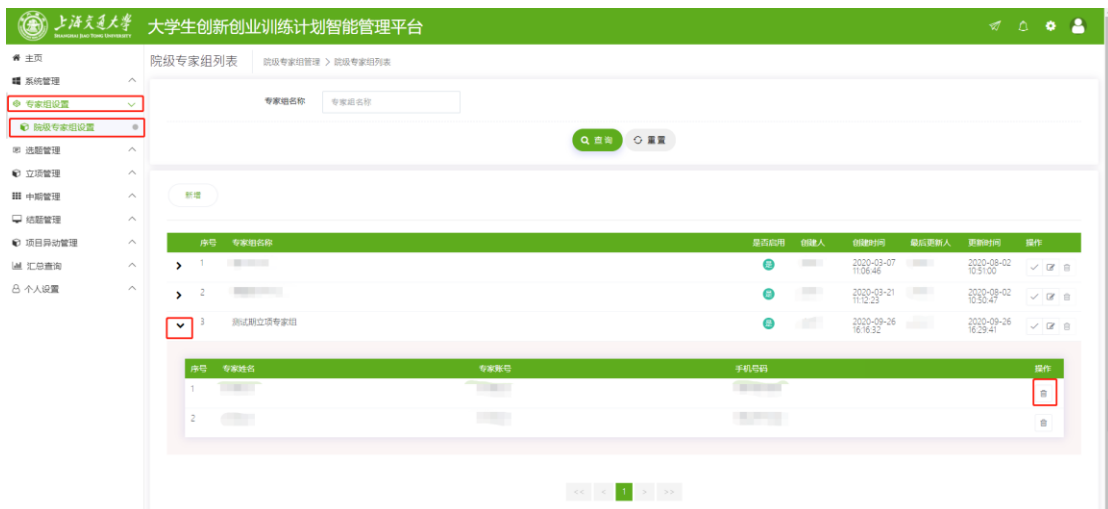 上海交通大学 大学生创新创业训练计划智能管理平台
SHANGHAI JIAO TONG UNIVERSITY
主页
系统管理
专家组设置
院级专家组设置
选题管理
立项管理
中期管理
结题管理
项目异动管理
汇总查询
个人设置
院级专家组列表 院级专家组管理 > 院级专家组列表
专家组名称 专家组名称
查询 重置
新增
序号 专家组名称 是否启用 创建人 创建时间 最后更新人 更新时间 操作
1 是 2020-03-07 11:06:46 2020-08-02 10:51:00
2 是 2020-03-21 11:12:23 2020-08-02 10:50:47
3 测试期立项专家组 是 2020-09-26 16:16:32 2020-09-26 16:29:41
序号 专家姓名 专家账号 手机号码 操作
1
2
<< < 1 > >>